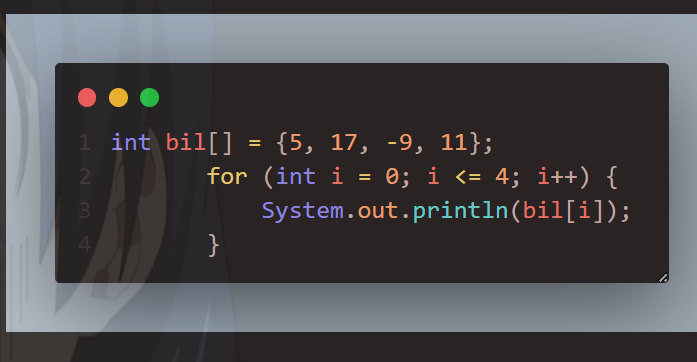 1 int bil[] = {5, 17, -9, 11};
2 for (int i = 0; i <= 4; i++) {
3 System.out.println(bil[i]);
4 }